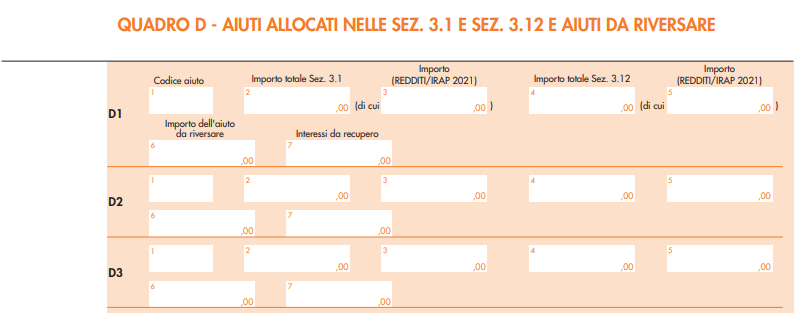 QUADRO D - AIUTI ALLOCATI NELLE SEZ. 3.1 E SEZ. 3.12 E AIUTI DA RIVERSARE
Codice aiuto Importo totale Sez. 3.1 Importo (REDDITI/IRAP 2021) Importo totale Sez. 3.12 Importo (REDDITI/IRAP 2021)
D1 1 2 ,00 (di cui 3 ,00 ) 4 ,00 (di cui 5 ,00 )
Importo dell'aiuto da riversare Interessi da recupero
6 ,00 7 ,00
D2 1 2 ,00 3 ,00 4 ,00 5 ,00
6 ,00 7 ,00
D3 1 2 ,00 3 ,00 4 ,00 5 ,00
6 ,00 7 ,00